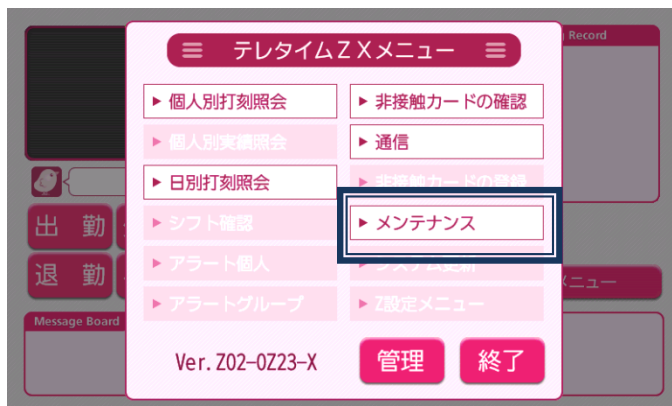 Record
テレタイムZXメニュー
▶ 個人別打刻照会
▶ 非接触カードの確認
▶ 個人別実績照会
▶ 通信
▶ 日別打刻照会
▶ 非接触カードの登録
▶ シフト確認
▶ メンテナンス
▶ アラート個人
▶ システム更新
▶ アラートグループ
▶ Z設定メニュー
出 勤
退 勤
ニュー
Message Board
Ver. Z02-0Z23-X
管理
終了